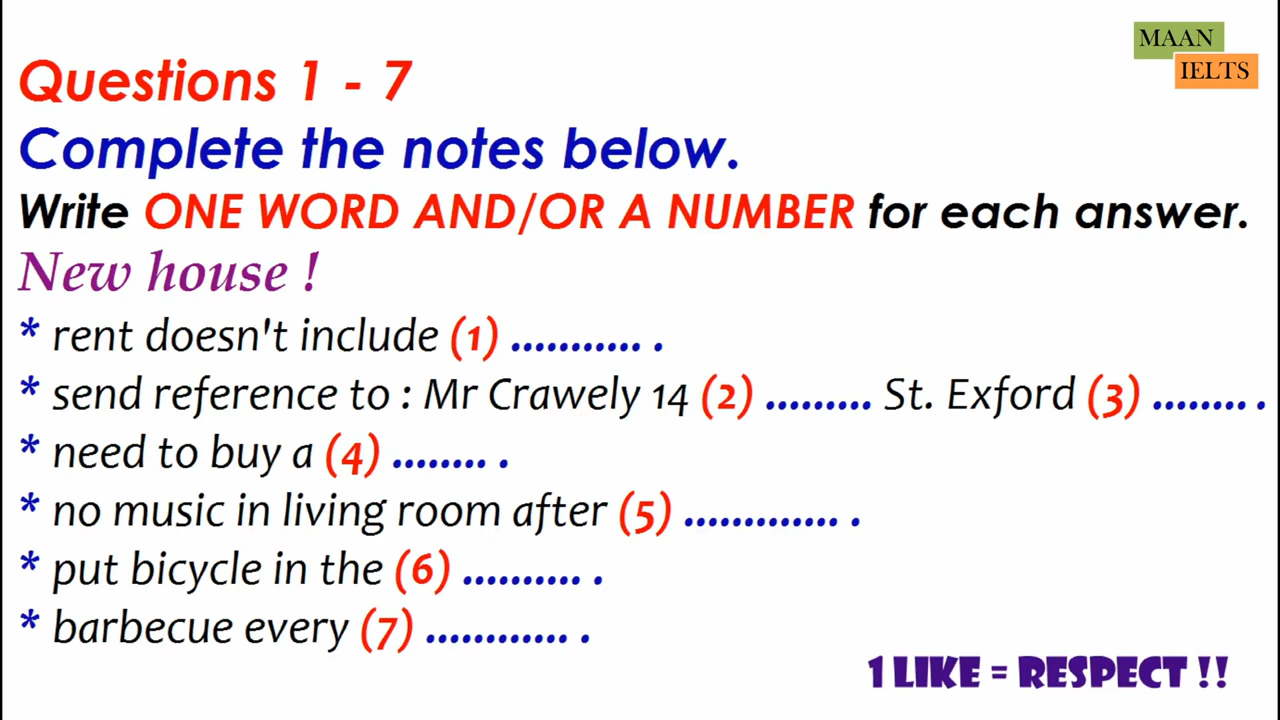 MAAN
IELTS
Questions 1 - 7
Complete the notes below.
Write ONE WORD AND/OR A NUMBER for each answer.
New house !
* rent doesn't include (1) ........... .
* send reference to : Mr Crawely 14 (2) ......... St. Exford (3) ........ .
* need to buy a (4) ........ .
* no music in living room after (5) ............. .
* put bicycle in the (6) .......... .
* barbecue every (7) ............ .
1 LIKE = RESPECT !!